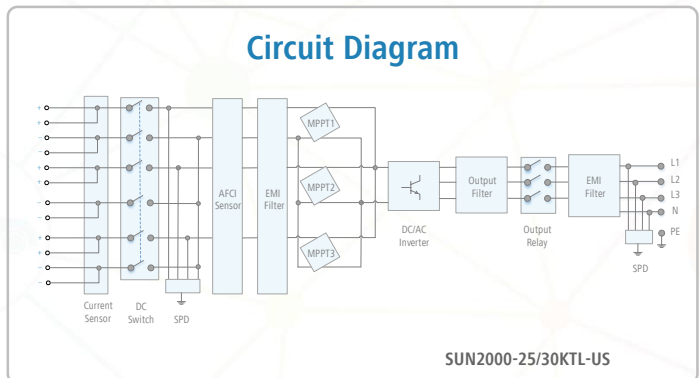 Circuit Diagram
+
+
−
−
+
+
−
−
+
+
−
−
Current
Sensor
DC
Switch
SPD
AFCI
Sensor
EMI
Filter
MPPT1
MPPT2
MPPT3
DC/AC
Inverter
Output
Filter
Output
Relay
EMI
Filter
L1
L2
L3
N
PE
SPD
SUN2000-25/30KTL-US